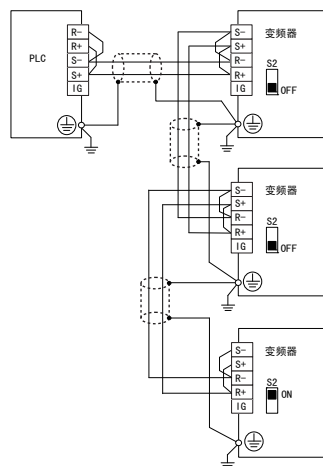 PLC
R-
R+
S-
S+
IG
S-
S+
R-
R+
IG
变频器
S2
OFF
S-
S+
R-
R+
IG
变频器
S2
OFF
S-
S+
R-
R+
IG
变频器
S2
ON